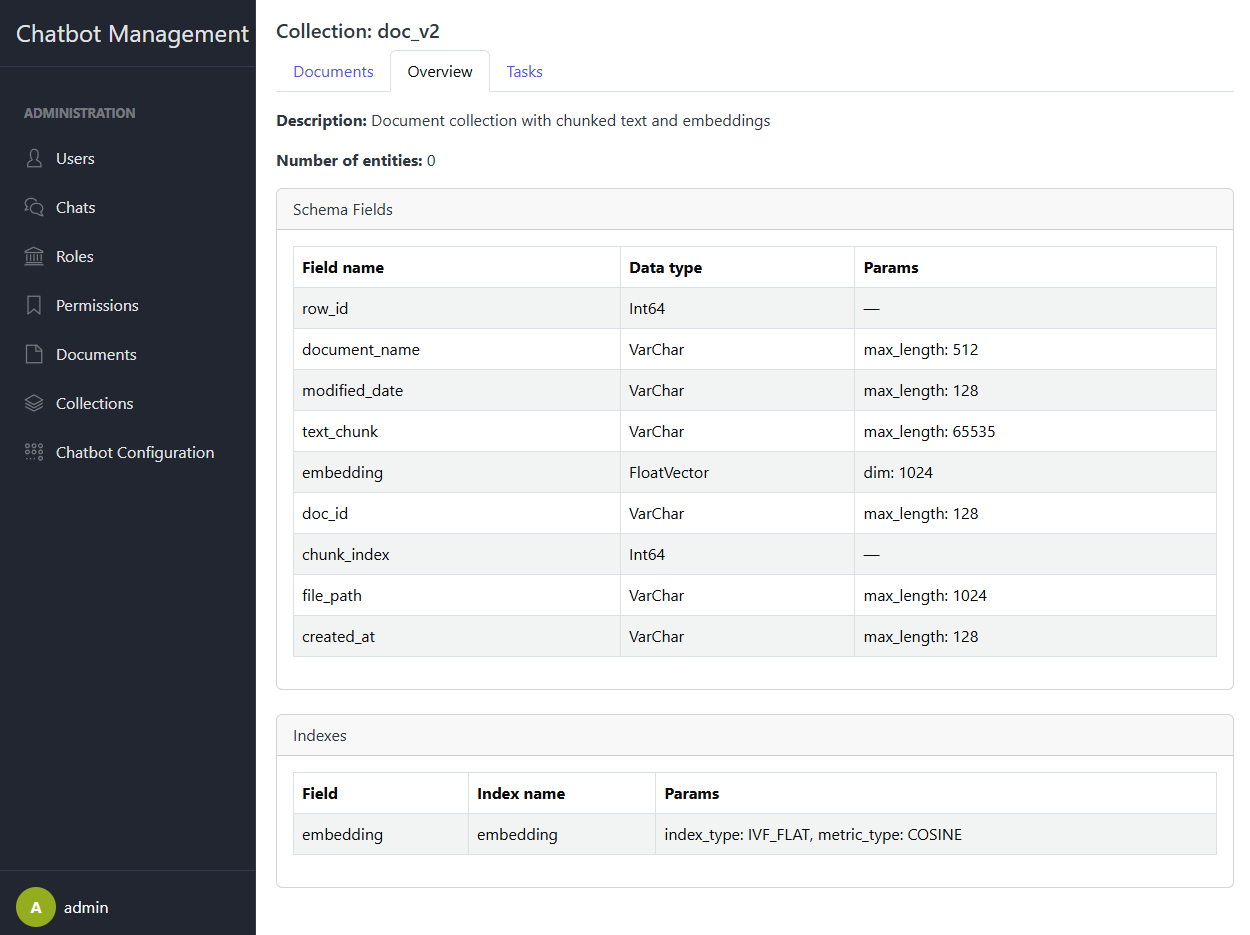 Chatbot Management
ADMINISTRATION
Users
Chats
Roles
Permissions
Documents
Collections
Chatbot Configuration
A admin
Collection: doc_v2
Documents Overview Tasks
Description: Document collection with chunked text and embeddings
Number of entities: 0
Schema Fields
Field name Data type Params
row_id Int64 —
document_name VarChar max_length: 512
modified_date VarChar max_length: 128
text_chunk VarChar max_length: 65535
embedding FloatVector dim: 1024
doc_id VarChar max_length: 128
chunk_index Int64 —
file_path VarChar max_length: 1024
created_at VarChar max_length: 128
Indexes
Field Index name Params
embedding embedding index_type: IVF_FLAT, metric_type: COSINE